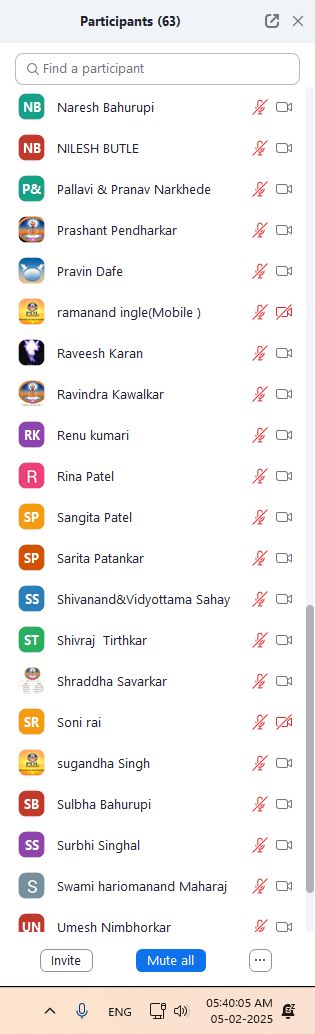 Participants (63)
Find a participant
NB Naresh Bahurupi
NB NILESH BUTLE
P& Pallavi & Pranav Narkhede
Prashant Pendharkar
Pravin Dafe
ramanand ingle(Mobile )
Raveesh Karan
Ravindra Kawalkar
RK Renu kumari
R Rina Patel
SP Sangita Patel
SP Sarita Patankar
SS Shivanand&Vidyottama Sahay
ST Shivraj  Tirthkar
Shraddha Savarkar
SR Soni rai
sugandha Singh
SB Sulbha Bahurupi
SS Surbhi Singhal
S Swami hariomanand Maharaj
UN Umesh Nimbhorkar
Invite Mute all ...
ENG 05:40:05 AM
05-02-2025